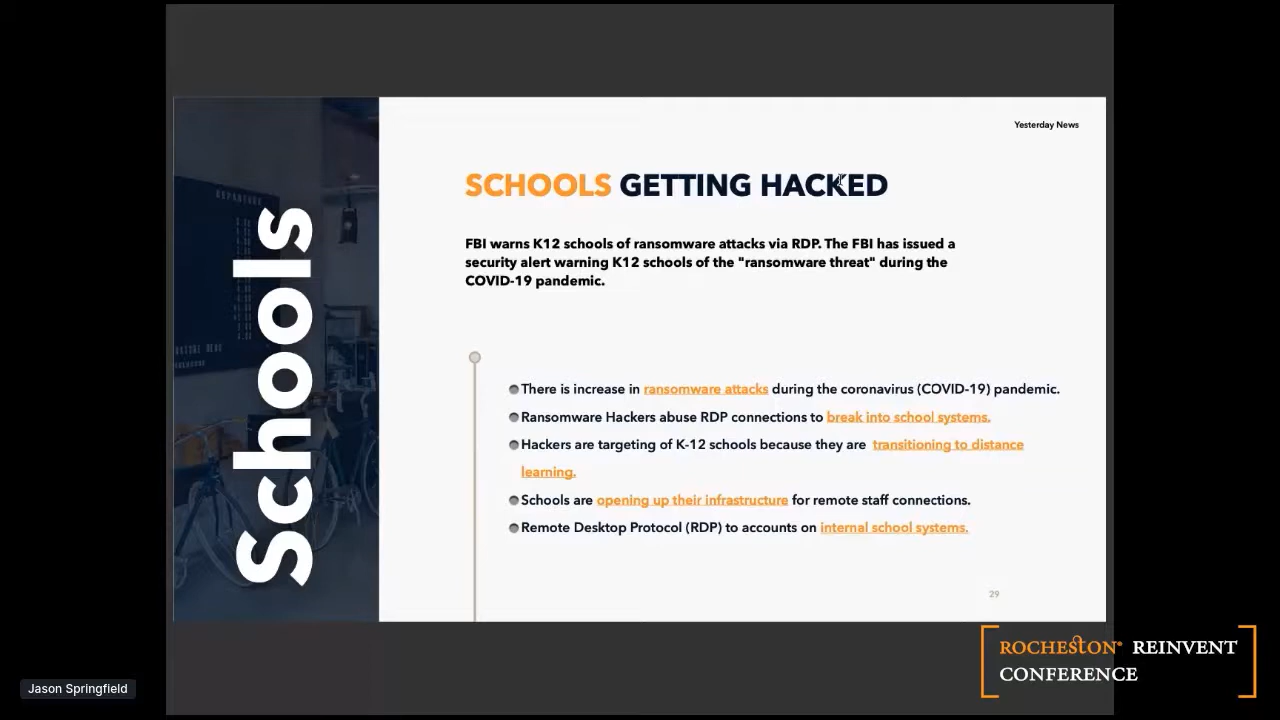 Yesterday News
SCHOOLS GETTING HACKED
FBI warns K12 schools of ransomware attacks via RDP. The FBI has issued a
security alert warning K12 schools of the "ransomware threat" during the
COVID-19 pandemic.
Schools
There is increase in ransomware attacks during the coronavirus (COVID-19) pandemic.
Ransomware Hackers abuse RDP connections to break into school systems.
Hackers are targeting of K-12 schools because they are transitioning to distance
learning.
Schools are opening up their infrastructure for remote staff connections.
Remote Desktop Protocol (RDP) to accounts on internal school systems.
29
ROCHESTON® REINVENT
CONFERENCE
Jason Springfield